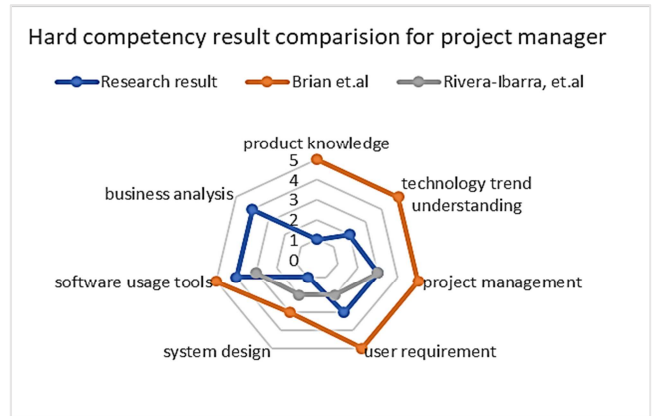 Hard competency result comparision for project manager
Research result
Brian et.al
Rivera-Ibarra, et.al
product knowledge
5
4
3
2
1
0
technology trend
understanding
project management
user requirement
system design
software usage tools
business analysis